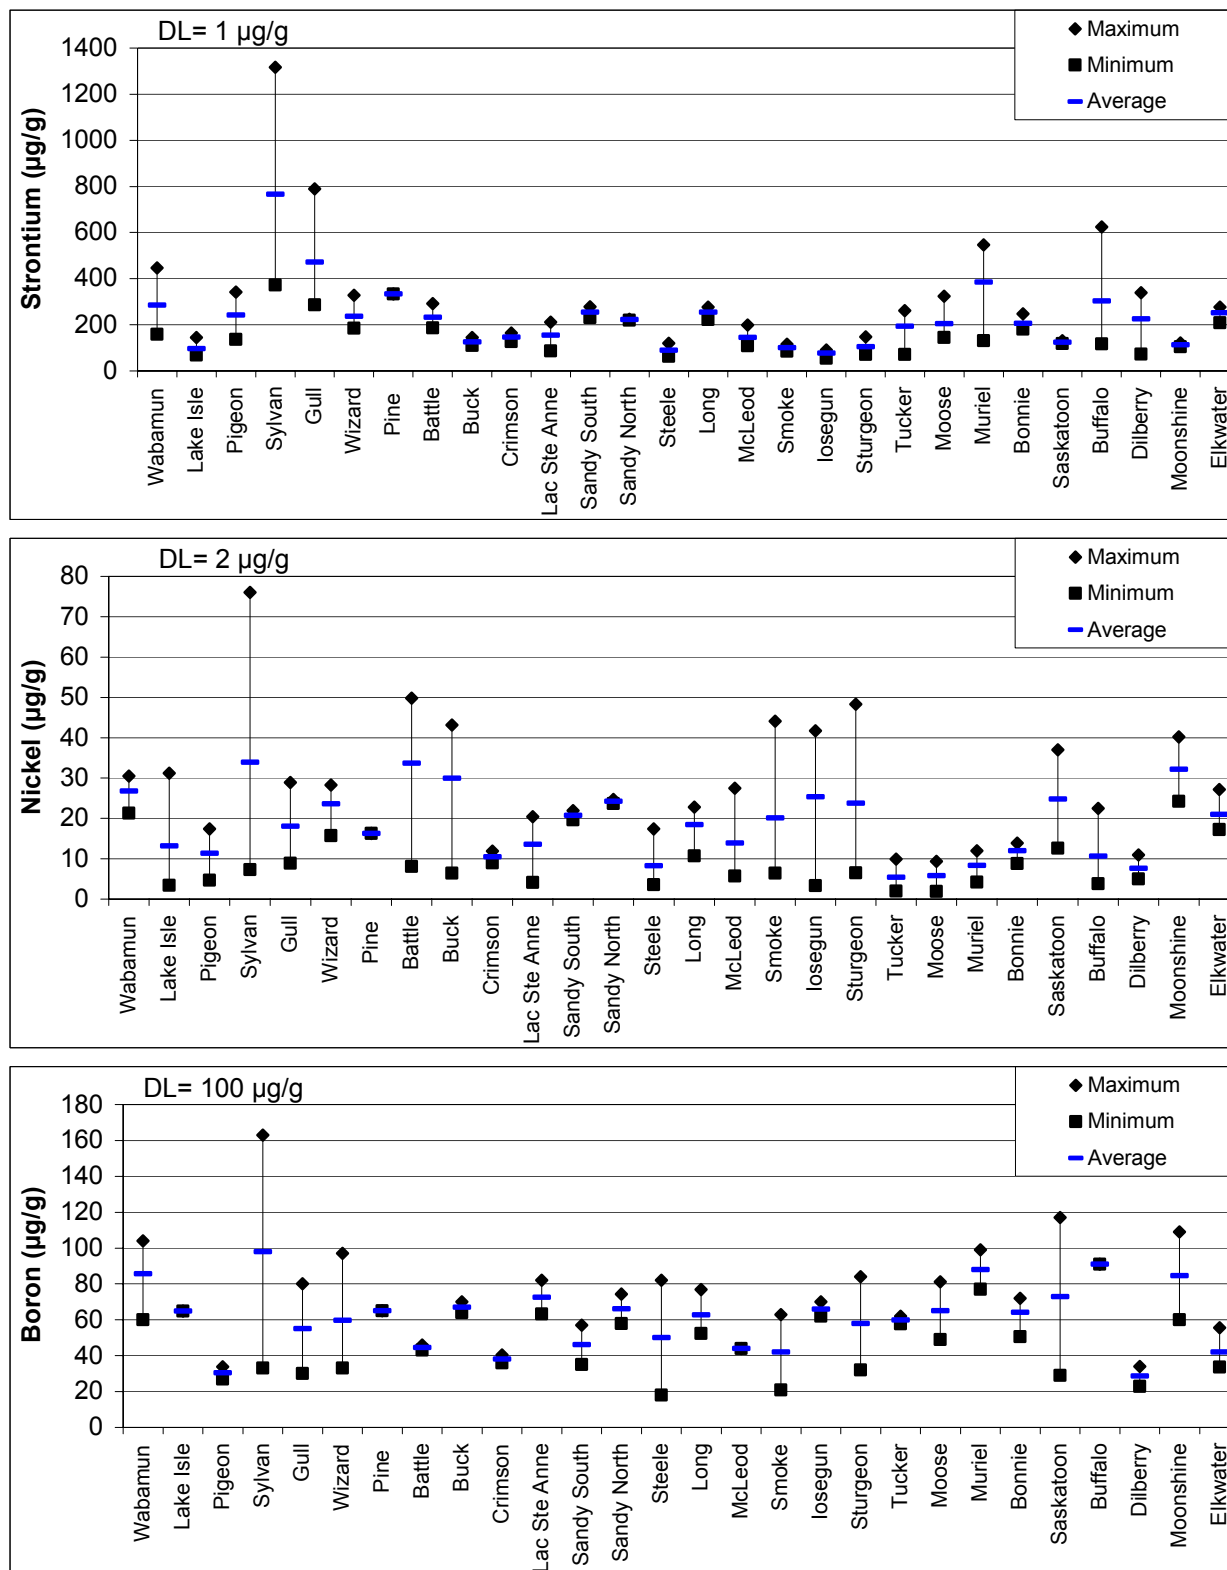 DL= 1 µg/g
Maximum
Minimum
Average
Strontium (µg/g)
1400
1200
1000
800
600
400
200
0
Wabamun
Lake Isle
Pigeon
Sylvan
Gull
Wizard
Pine
Battle
Buck
Crimson
Lac Ste Anne
Sandy South
Sandy North
Steele
Long
McLeod
Smoke
Iosegun
Sturgeon
Tucker
Moose
Muriel
Bonnie
Saskatoon
Buffalo
Dilberry
Moonshine
Elkwater
DL= 2 µg/g
Maximum
Minimum
Average
Nickel (µg/g)
80
70
60
50
40
30
20
10
0
Wabamun
Lake Isle
Pigeon
Sylvan
Gull
Wizard
Pine
Battle
Buck
Crimson
Lac Ste Anne
Sandy South
Sandy North
Steele
Long
McLeod
Smoke
Iosegun
Sturgeon
Tucker
Moose
Muriel
Bonnie
Saskatoon
Buffalo
Dilberry
Moonshine
Elkwater
DL= 100 µg/g
Maximum
Minimum
Average
Boron (µg/g)
180
160
140
120
100
80
60
40
20
0
Wabamun
Lake Isle
Pigeon
Sylvan
Gull
Wizard
Pine
Battle
Buck
Crimson
Lac Ste Anne
Sandy South
Sandy North
Steele
Long
McLeod
Smoke
Iosegun
Sturgeon
Tucker
Moose
Muriel
Bonnie
Saskatoon
Buffalo
Dilberry
Moonshine
Elkwater